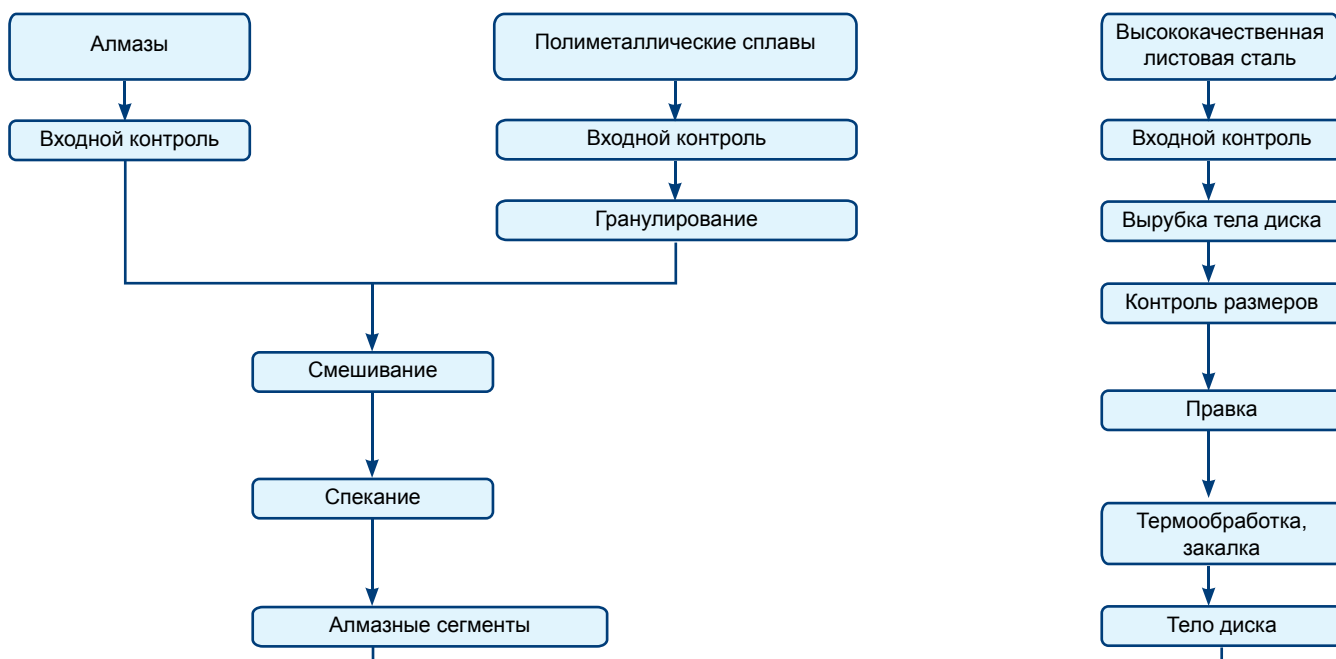 Алмазы
Полиметаллические сплавы
Высококачественная
листовая сталь
Входной контроль
Входной контроль
Входной контроль
Гранулирование
Вырубка тела диска
Контроль размеров
Смешивание
Правка
Спекание
Термообработка,
закалка
Алмазные сегменты
Тело диска